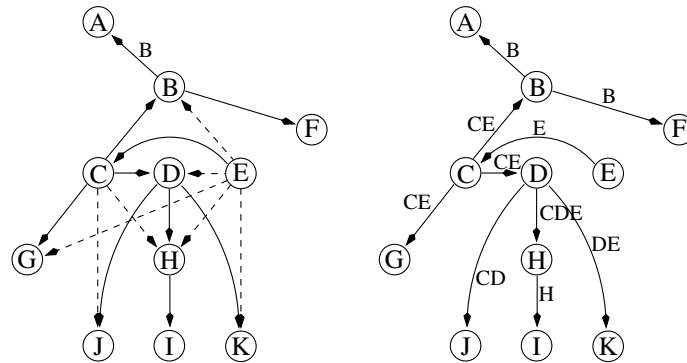 A A
B B
B B
B
F F
CE
E
C D E C CE D E
CE CDE
DE
G H G H
CD H
J I K J I K